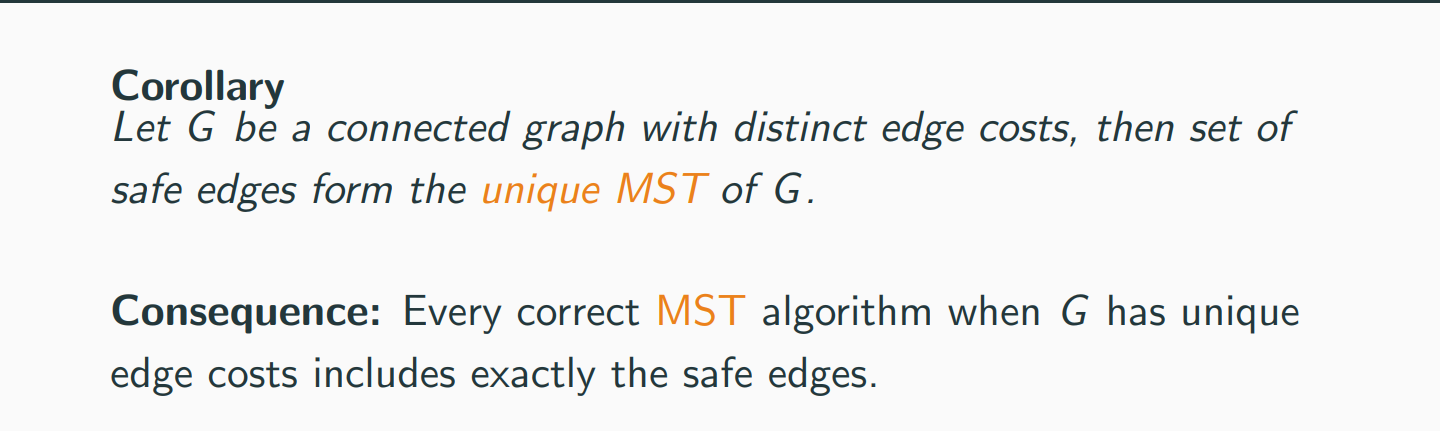 Corollary
Let G be a connected graph with distinct edge costs, then set of
safe edges form the unique MST of G.
Consequence: Every correct MST algorithm when G has unique
edge costs includes exactly the safe edges.